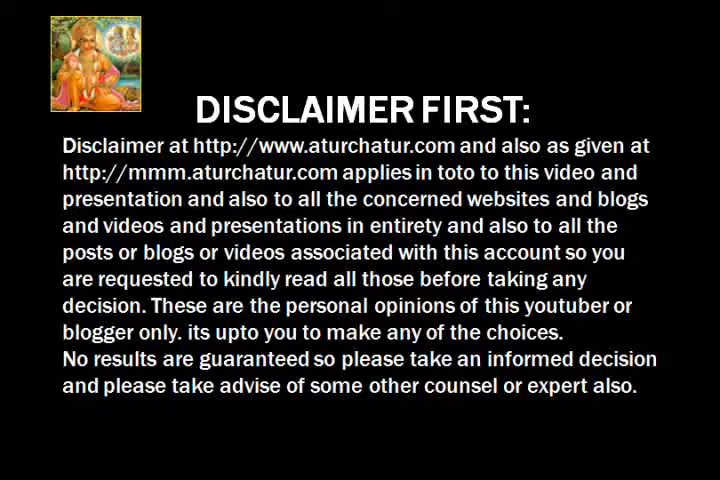 DISCLAIMER FIRST:
Disclaimer at http://www.aturchatur.com and also as given at
http://mmm.aturchatur.com applies in toto to this video and
presentation and also to all the concerned websites and blogs
and videos and presentations in entirety and also to all the
posts or blogs or videos associated with this account so you
are requested to kindly read all those before taking any
decision. These are the personal opinions of this youtuber or
blogger only. its upto you to make any of the choices.
No results are guaranteed so please take an informed decision
and please take advise of some other counsel or expert also.